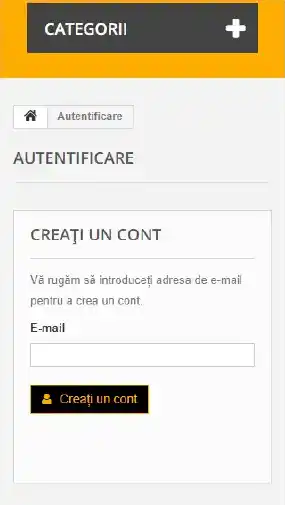 CATEGORII
Autentificare
AUTENTIFICARE
CREAȚI UN CONT
Vă rugăm să introduceți adresa de e-mail
pentru a crea un cont.
E-mail
Creați un cont